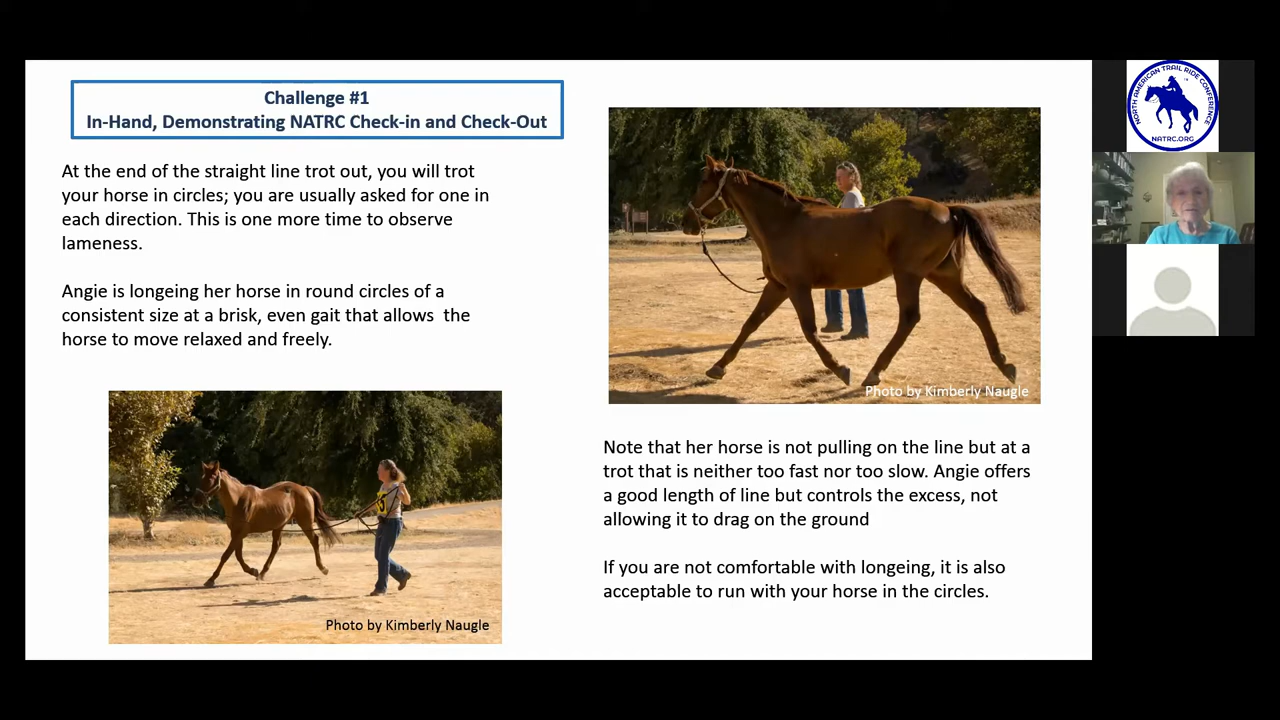 Challenge #1
In-Hand, Demonstrating NATRC Check-in and Check-Out
At the end of the straight line trot out, you will trot
your horse in circles; you are usually asked for one in
each direction. This is one more time to observe
lameness.
Angie is longeing her horse in round circles of a
consistent size at a brisk, even gait that allows  the
horse to move relaxed and freely.
Photo by Kimberly Naugle
Photo by Kimberly Naugle
Note that her horse is not pulling on the line but at a
trot that is neither too fast nor too slow. Angie offers
a good length of line but controls the excess, not
allowing it to drag on the ground
If you are not comfortable with longeing, it is also
acceptable to run with your horse in the circles.
NORTH AMERICAN TRAIL RIDE CONFERENCE
NATRC.ORG